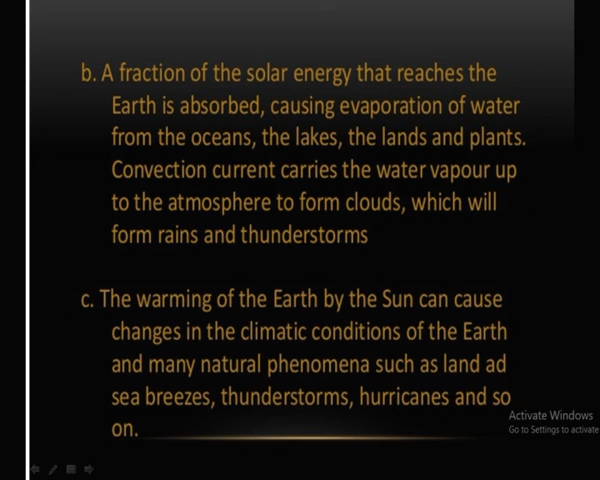 b. A fraction of the solar energy that reaches the
Earth is absorbed, causing evaporation of water
from the oceans, the lakes, the lands and plants.
Convection current carries the water vapour up
to the atmosphere to form clouds, which will
form rains and thunderstorms
c. The warming of the Earth by the Sun can cause
changes in the climatic conditions of the Earth
and many natural phenomena such as land ad
sea breezes, thunderstorms, hurricanes and so
on.
Activate Windows
Go to Settings to activate